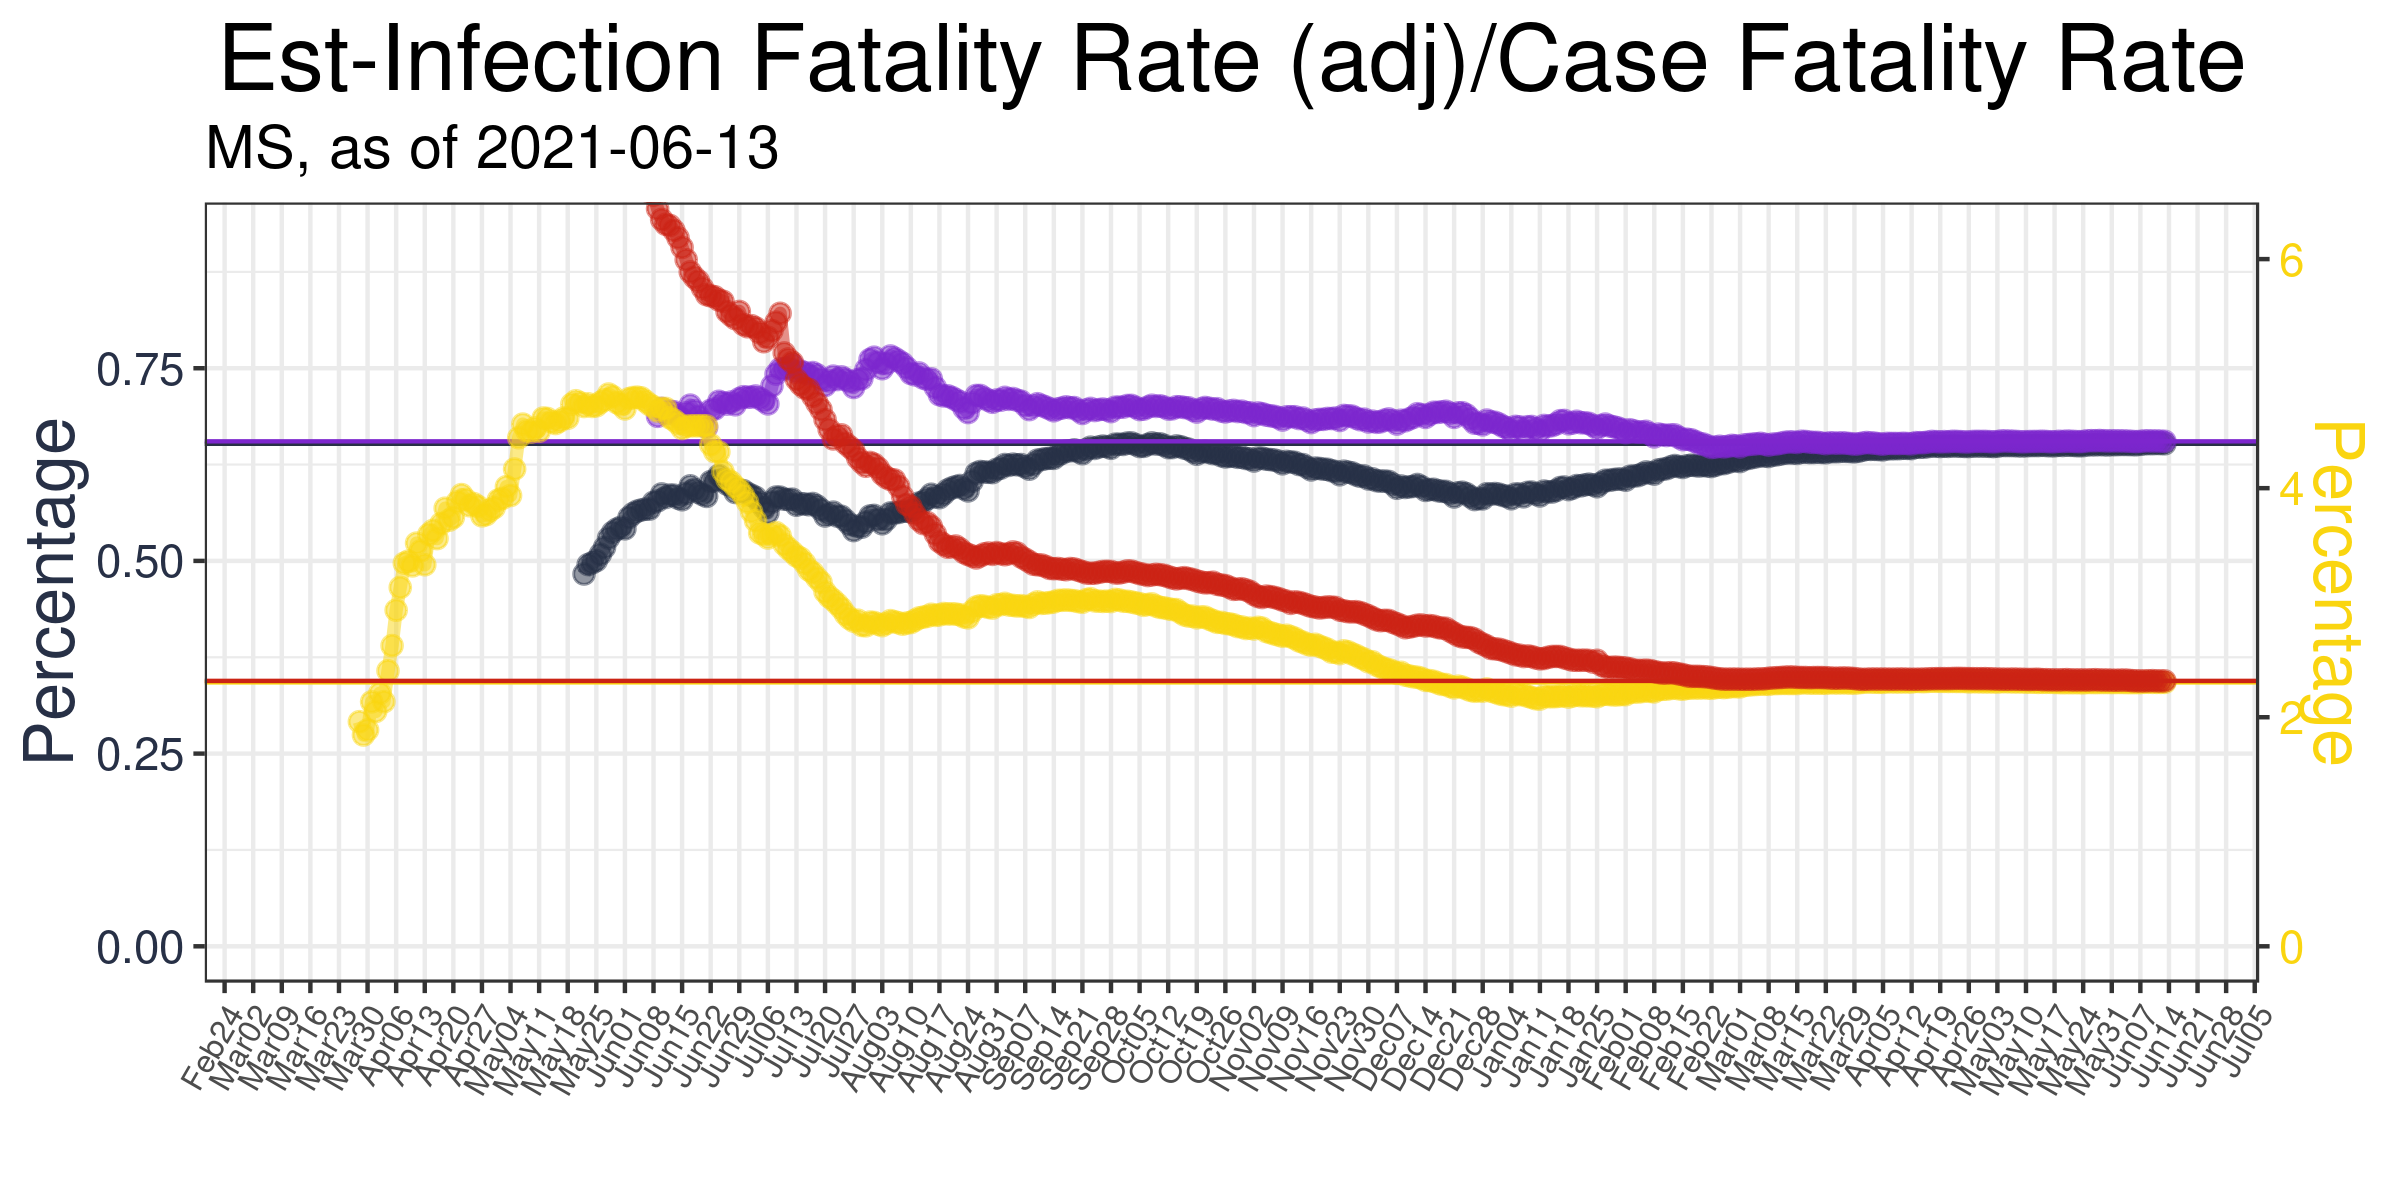 Est-Infection Fatality Rate (adj)/Case Fatality Rate
MS, as of 2021-06-13
Percentage
0.75
0.50
0.25
0.00
6
4
2
0
Percentage
Feb24
Mar02
Mar09
Mar16
Mar23
Mar30
Apr06
Apr13
Apr20
Apr27
May04
May11
May18
May25
Jun01
Jun08
Jun15
Jun22
Jun29
Jul06
Jul13
Jul20
Jul27
Aug03
Aug10
Aug17
Aug24
Aug31
Sep07
Sep14
Sep21
Sep28
Oct05
Oct12
Oct19
Oct26
Nov02
Nov09
Nov16
Nov23
Nov30
Dec07
Dec14
Dec21
Dec28
Jan04
Jan11
Jan18
Jan25
Feb01
Feb08
Feb15
Feb22
Mar01
Mar08
Mar15
Mar22
Mar29
Apr05
Apr12
Apr19
Apr26
May03
May10
May17
May24
May31
Jun07
Jun14
Jun21
Jun28
Jul05